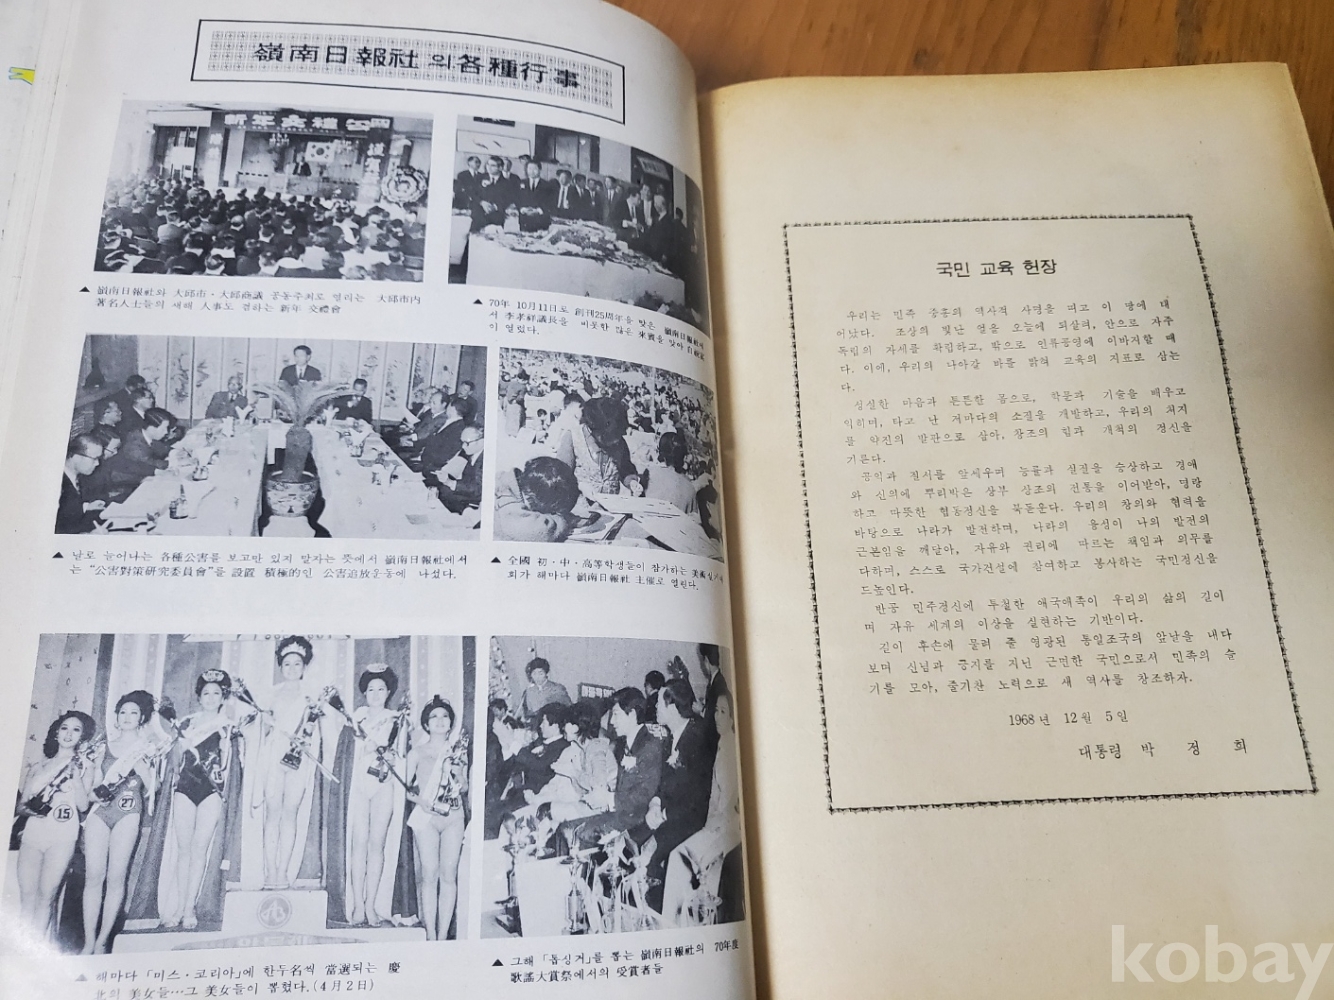 嶺南日報社의各種行事
新年交禮會
▲ 嶺南日報社와 大邱市·大邱商議 공동주최로 열리는 大邱市內
著名人士들의 새해 人事도 겸하는 新年 交禮會
▲ 70年 10月11日로 創刊25周年을 맞은 嶺南日報社에
서 李孝祥議長을 비롯한 많은 來賓을 맞아 自祝宴
이 열렸다.
▲ 날로 늘어나는 各種公害를 보고만 있지 말자는 뜻에서 嶺南日報社에서
는 “公害對策硏究委員會”를 設置 積極的인 公害追放운동에 나섰다.
▲ 全國 初·中·高等학생들이 참가하는 美術실기대
회가 해마다 嶺南日報社 主催로 열린다.
15
27
▲ 해마다 「미스·코리아」에 한두名씩 當選되는 慶
北의 美女들…그 美女들이 뽑혔다.(4月2日)
▲ 그해 「톱싱거」를 뽑는 嶺南日報社의 70年度
歌謠大賞祭에서의 受賞者들
국민 교육 헌장
우리는 민족 중흥의 역사적 사명을 띠고 이 땅에 태
어났다. 조상의 빛난 얼을 오늘에 되살려, 안으로 자주
독립의 자세를 확립하고, 밖으로 인류공영에 이바지할 때
다. 이에, 우리의 나아갈 바를 밝혀 교육의 지표로 삼는
다.
성실한 마음과 튼튼한 몸으로, 학문과 기술을 배우고
익히며, 타고 난 저마다의 소질을 개발하고, 우리의 처지
를 약진의 발판으로 삼아, 창조의 힘과 개척의 정신을
기른다.
공익과 질서를 앞세우며 능률과 실질을 숭상하고 경애
와 신의에 뿌리박은 상부 상조의 전통을 이어받아, 명랑
하고 따뜻한 협동정신을 북돋운다. 우리의 창의와 협력을
바탕으로 나라가 발전하며, 나라의 융성이 나의 발전의
근본임을 깨달아, 자유와 권리에 따르는 책임과 의무를
다하며, 스스로 국가건설에 참여하고 봉사하는 국민정신을
드높인다.
반공 민주정신에 투철한 애국애족이 우리의 삶의 길이
며 자유 세계의 이상을 실현하는 기반이다.
길이 후손에 물려 줄 영광된 통일조국의 앞날을 내다
보며 신념과 긍지를 지닌 근면한 국민으로서 민족의 슬
기를 모아, 줄기찬 노력으로 새 역사를 창조하자.
1968년 12월 5일
대통령 박 정 희
kobay